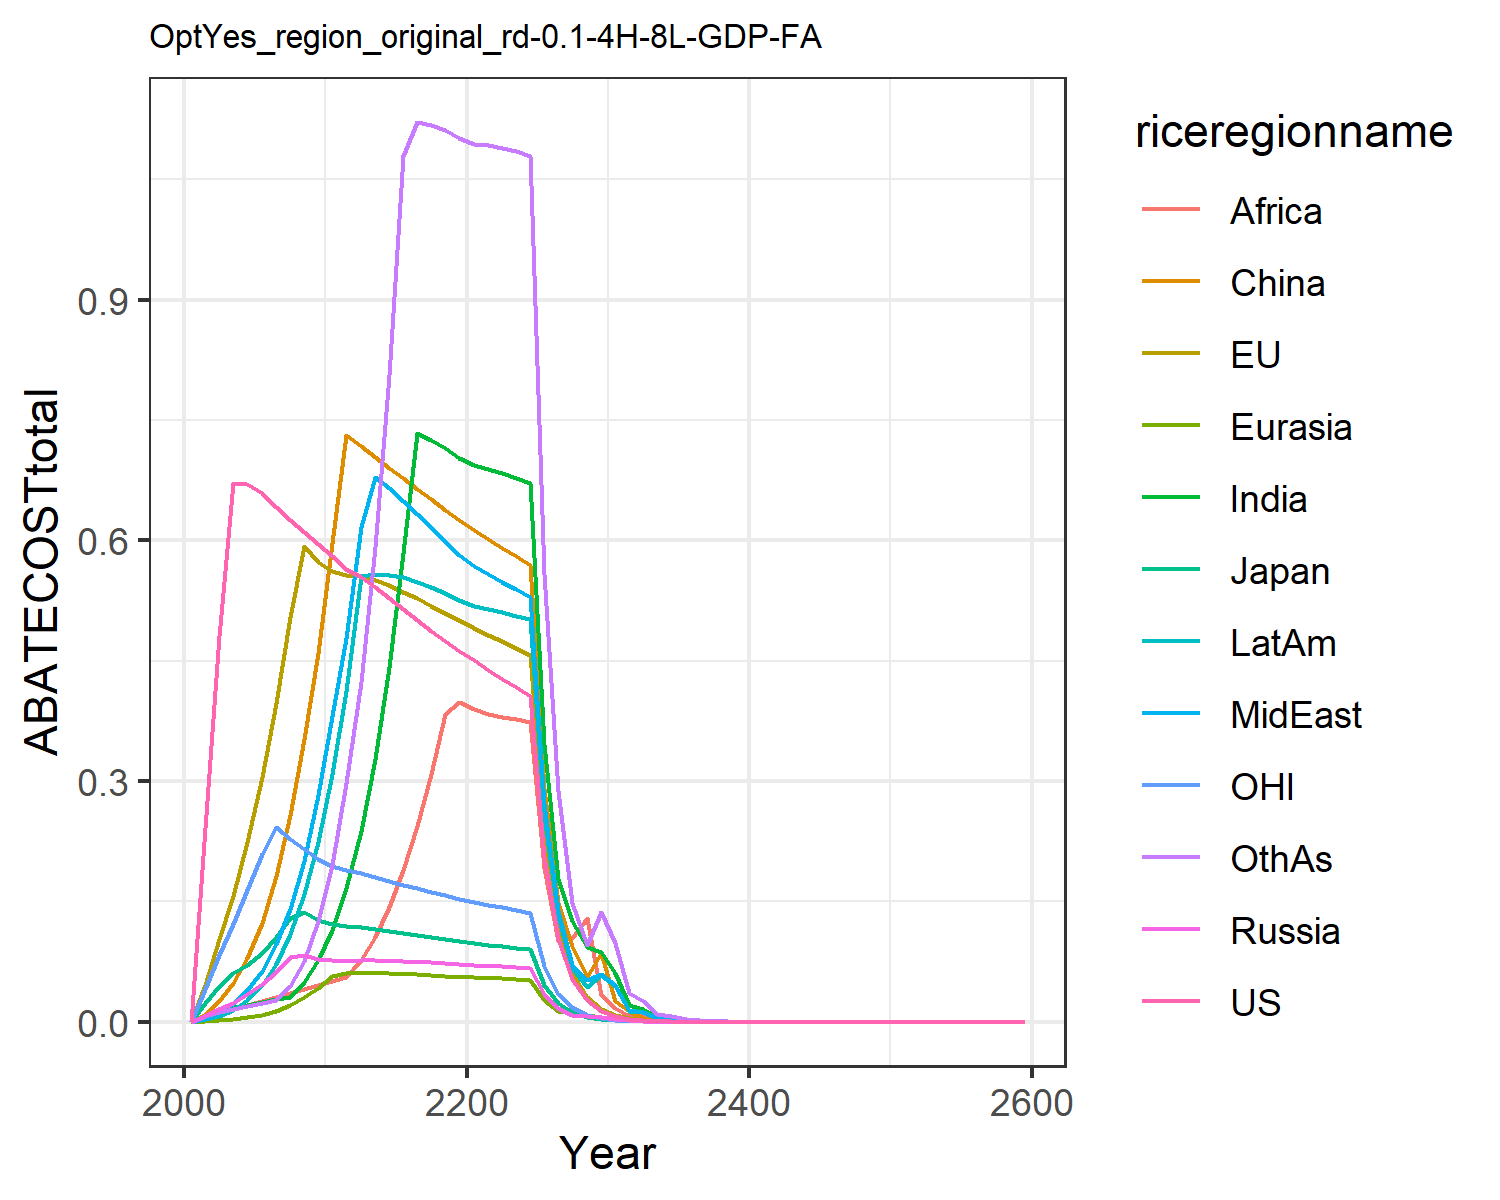 OptYes_region_original_rd-0.1-4H-8L-GDP-FA
ABATECOSTtotal
0.9
0.6
0.3
0.0
2000
2200
2400
2600
Year
riceregionname
Africa
China
EU
Eurasia
India
Japan
LatAm
MidEast
OHI
OthAs
Russia
US